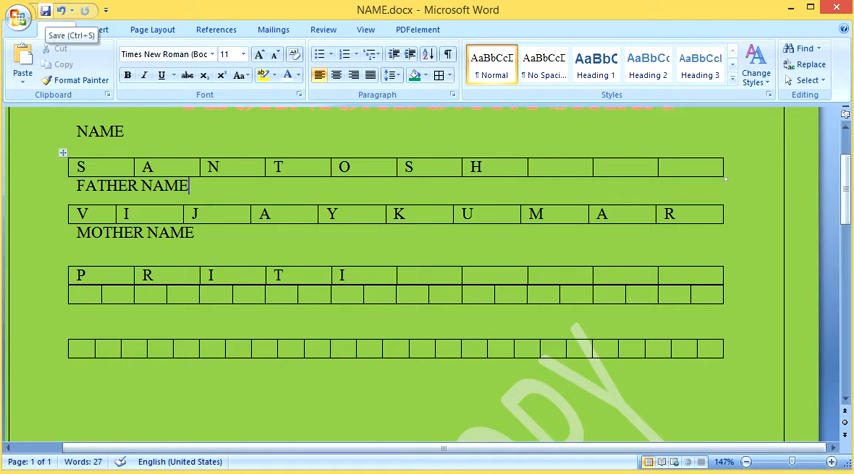 NAME.docx - Microsoft Word
Save (Ctrl+S)
ert
Page Layout
References
Mailings
Review
View
PDFelement
Paste
Cut
Copy
Format Painter
Clipboard
Times New Roman (Boc
11
Font
Paragraph
AaBbCcD
¶ Normal
AaBbCcD
¶ No Spaci...
AaBbC
Heading 1
AaBbCc
Heading 2
AaBbCcI
Heading 3
Change Styles
Styles
Find
Replace
Select
Editing
NAME
S A N T O S H
FATHER NAME
V I J A Y K U M A R
MOTHER NAME
P R I T I
Page: 1 of 1
Words: 27
English (United States)
147%